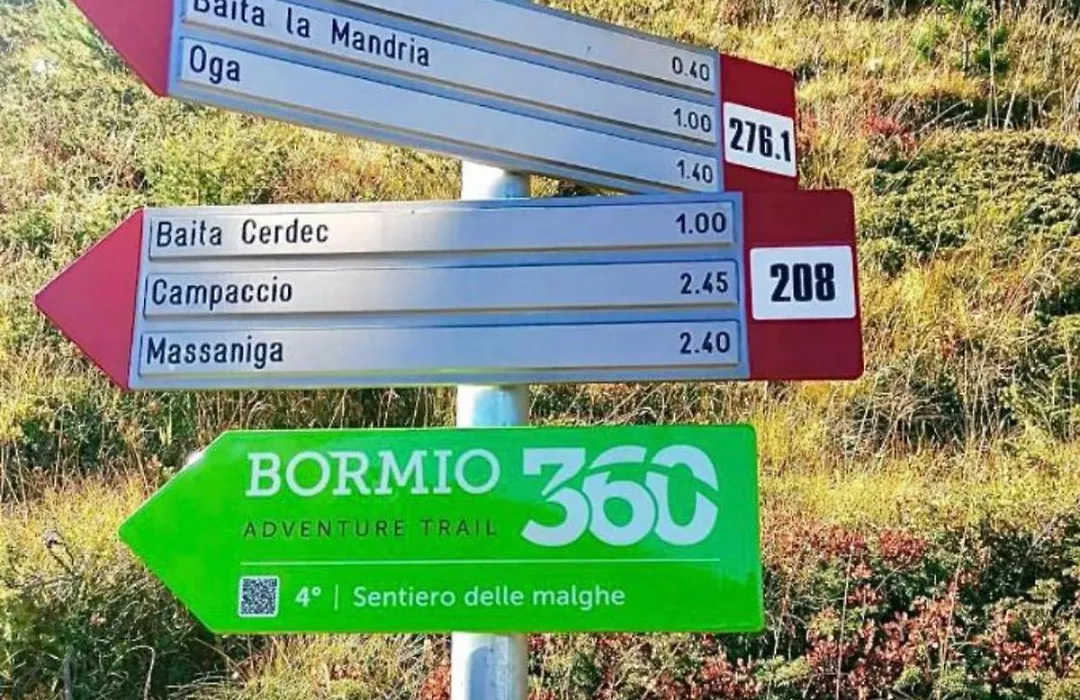 0.40
Baita la Mandria 1.00
Oga 1.40
276.1
Baita Cerdec 1.00
Campaccio 2.45
Massaniga 2.40
208
BORMIO 360
ADVENTURE TRAIL
4° | Sentiero delle malghe